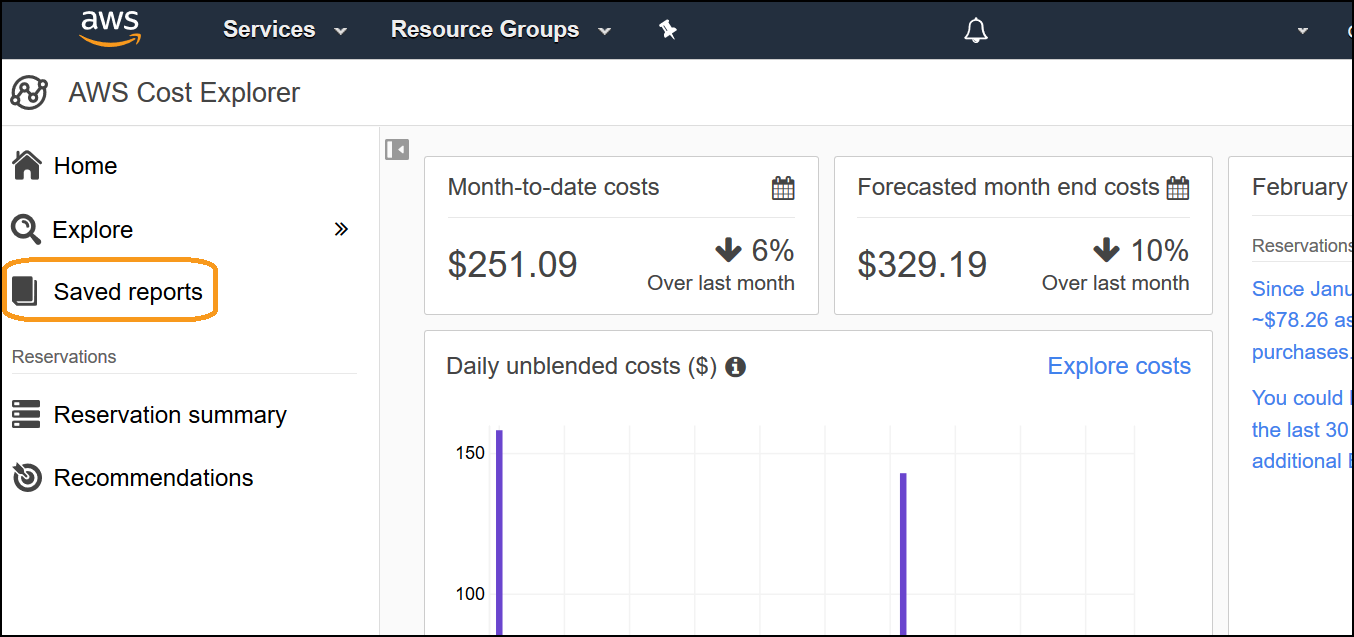 aws
Services
Resource Groups
AWS Cost Explorer
Home
Explore
Saved reports
Reservations
Reservation summary
Recommendations
Month-to-date costs
$251.09
6%
Over last month
Forecasted month end costs
$329.19
10%
Over last month
Daily unblended costs ($)
Explore costs
150
100
February
Reservations
Since
~$78.26
purchases.
You could
the last 30
additional